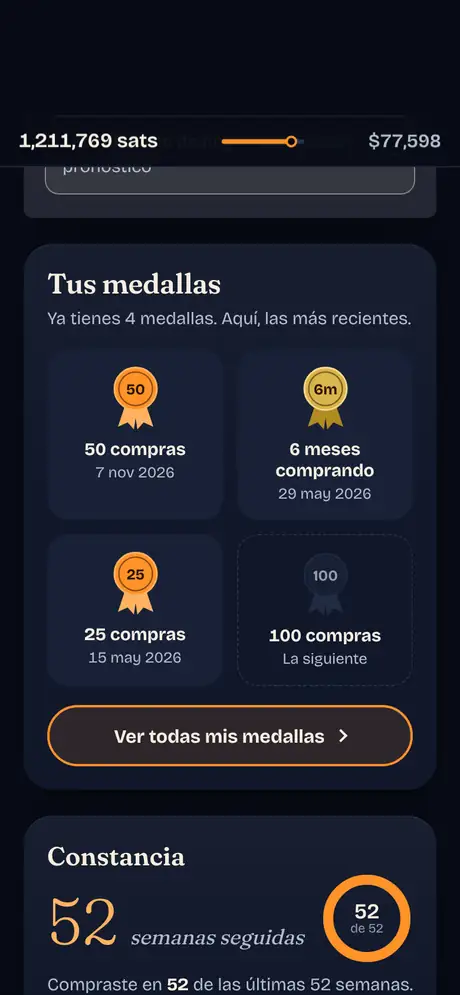 1,211,769 sats
$77,598
pronóstico
Tus medallas
Ya tienes 4 medallas. Aquí, las más recientes.
50
50 compras
7 nov 2026
6m
6 meses
comprando
29 may 2026
25
25 compras
15 may 2026
100
100 compras
La siguiente
Ver todas mis medallas
Constancia
52 semanas seguidas
52
de 52
Compraste en 52 de las últimas 52 semanas.